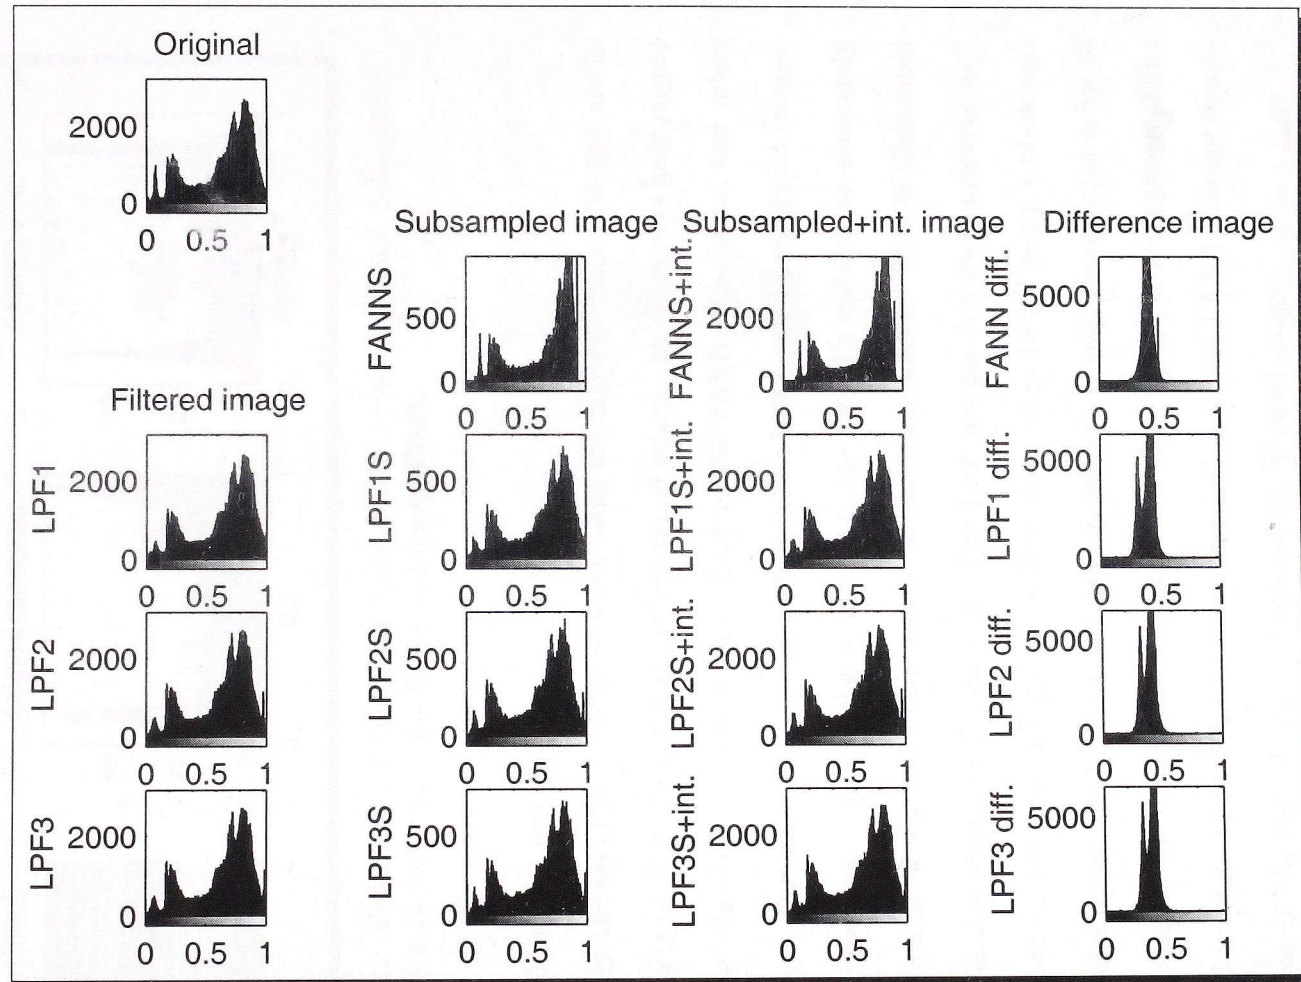 Original
2000
0
0 0.5 1
Subsampled image
Subsampled+int. image
Difference image
FANNS
500
0
0 0.5 1
FANNS+int.
2000
0
0 0.5 1
FANN diff.
5000
0
0 0.5 1
Filtered image
LPF1
2000
0
0 0.5 1
LPF1S
500
0
0 0.5 1
LPF1S+int.
2000
0
0 0.5 1
LPF1 diff.
5000
0
0 0.5 1
LPF2
2000
0
0 0.5 1
LPF2S
500
0
0 0.5 1
LPF2S+int.
2000
0
0 0.5 1
LPF2 diff.
5000
0
0 0.5 1
LPF3
2000
0
0 0.5 1
LPF3S
500
0
0 0.5 1
LPF3S+int.
2000
0
0 0.5 1
LPF3 diff.
5000
0
0 0.5 1